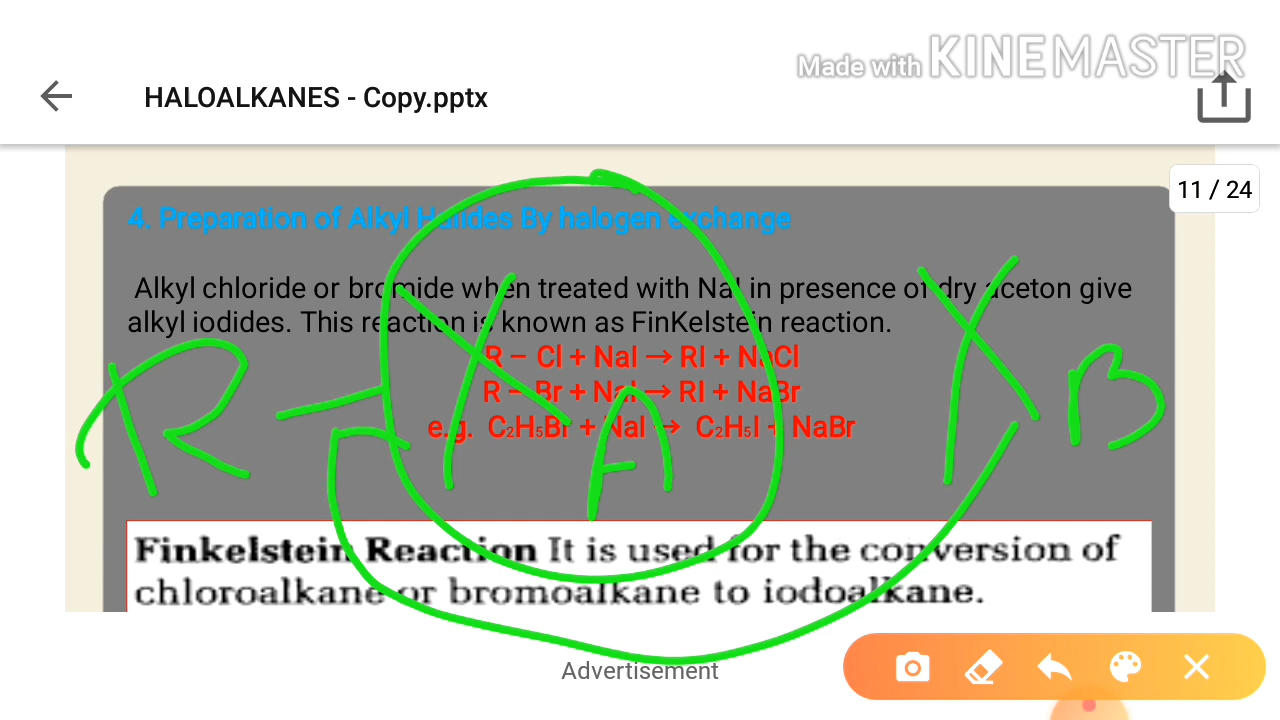 Made with KINEMASTER
HALOALKANES - Copy.pptx
11 / 24
4. Preparation of Alkyl Halides By halogen exchange
Alkyl chloride or bromide when treated with NaI in presence of dry aceton give
alkyl iodides. This reaction is known as FinKelstein reaction.
R – Cl + NaI → RI + NaCl
R – Br + NaI → RI + NaBr
e.g. C₂H₅Br + NaI → C₂H₅I + NaBr
R - X A X B
Finkelstein Reaction It is used for the conversion of
chloroalkane or bromoalkane to iodoalkane.
Advertisement